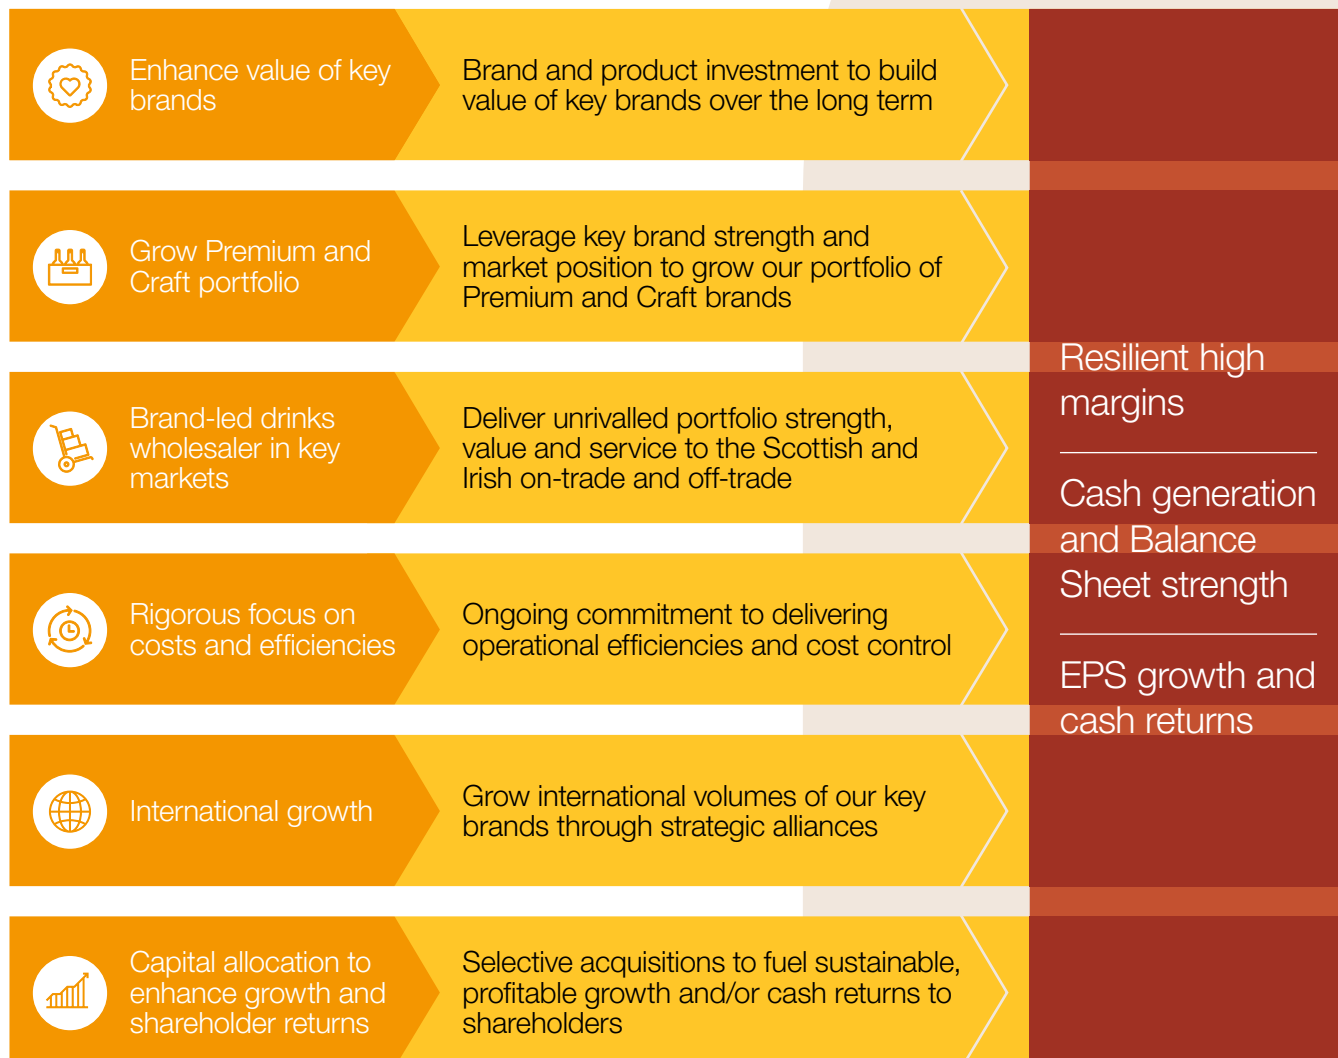 Enhance value of key
brands
Brand and product investment to build
value of key brands over the long term
Grow Premium and
Craft portfolio
Leverage key brand strength and
market position to grow our portfolio of
Premium and Craft brands
Brand-led drinks
wholesaler in key
markets
Deliver unrivalled portfolio strength,
value and service to the Scottish and
Irish on-trade and off-trade
Rigorous focus on
costs and efficiencies
Ongoing commitment to delivering
operational efficiencies and cost control
International growth
Grow international volumes of our key
brands through strategic alliances
Capital allocation to
enhance growth and
shareholder returns
Selective acquisitions to fuel sustainable,
profitable growth and/or cash returns to
shareholders
Resilient high
margins
Cash generation
and Balance
Sheet strength
EPS growth and
cash returns